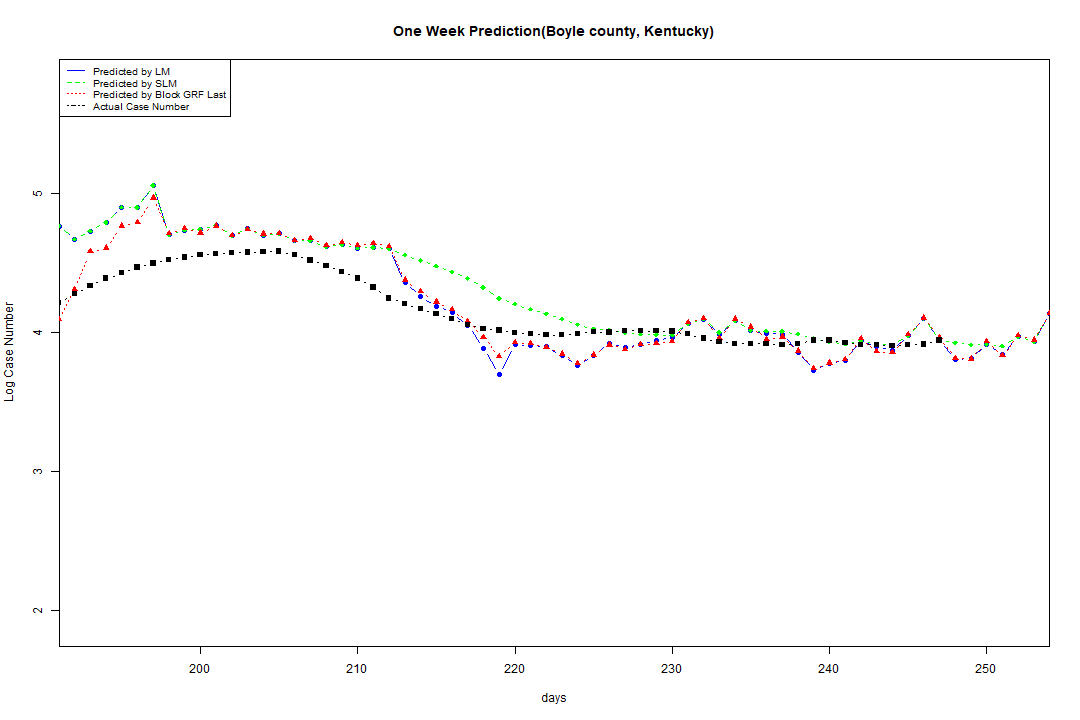 One Week Prediction(Boyle county, Kentucky)
Predicted by LM
Predicted by SLM
Predicted by Block GRF Last
Actual Case Number
5
4
3
2
Log Case Number
200 210 220 230 240 250
days